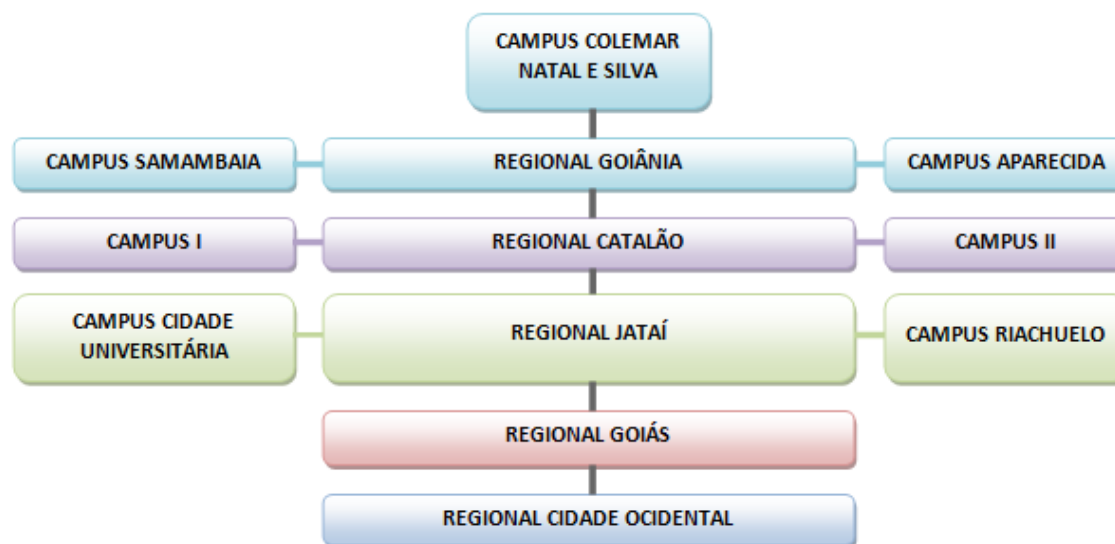 CAMPUS COLEMAR
NATAL E SILVA
CAMPUS SAMAMBAIA
REGIONAL GOIÂNIA
CAMPUS APARECIDA
CAMPUS I
REGIONAL CATALÃO
CAMPUS II
CAMPUS CIDADE
UNIVERSITÁRIA
REGIONAL JATAÍ
CAMPUS RIACHUELO
REGIONAL GOIÁS
REGIONAL CIDADE OCIDENTAL